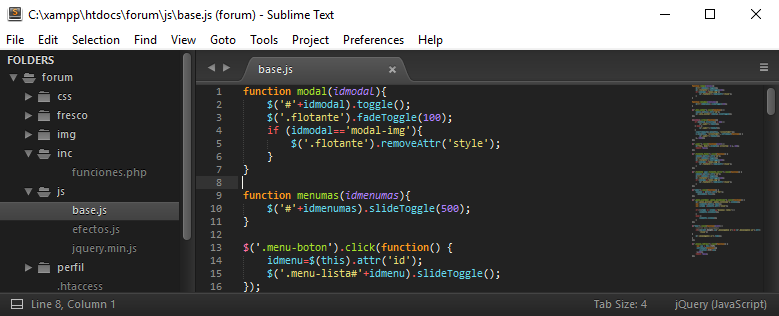 C:\xampp\htdocs\forum\js\base.js (forum) - Sublime Text
File Edit Selection Find View Goto Tools Project Preferences Help
FOLDERS
forum
css
fresco
img
inc
funciones.php
js
base.js
efectos.js
jquery.min.js
perfil
.htaccess
base.js
1 function modal(idmodal){
2 $('#'+idmodal).toggle();
3 $('.flotante').fadeToggle(100);
4 if (idmodal=='modal-img'){
5 $('.flotante').removeAttr('style');
6 }
7 }
8
9 function menumas(idmenumas){
10 $('#'+idmenumas).slideToggle(500);
11 }
12
13 $('.menu-boton').click(function() {
14 idmenu=$(this).attr('id');
15 $('.menu-lista#'+idmenu).slideToggle();
16 });
Line 8, Column 1
Tab Size: 4
jQuery (JavaScript)